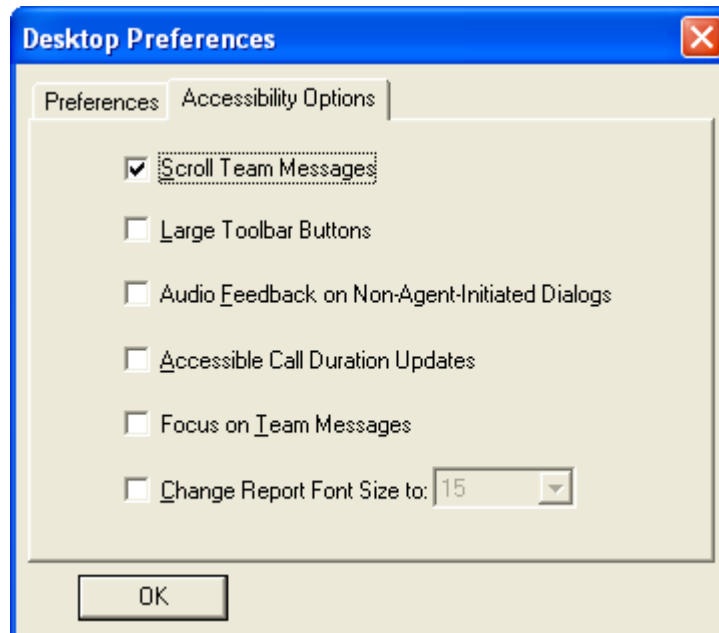 Desktop Preferences
Preferences Accessibility Options
Scroll Team Messages
Large Toolbar Buttons
Audio Feedback on Non-Agent-Initiated Dialogs
Accessible Call Duration Updates
Focus on Team Messages
Change Report Font Size to: 15
OK